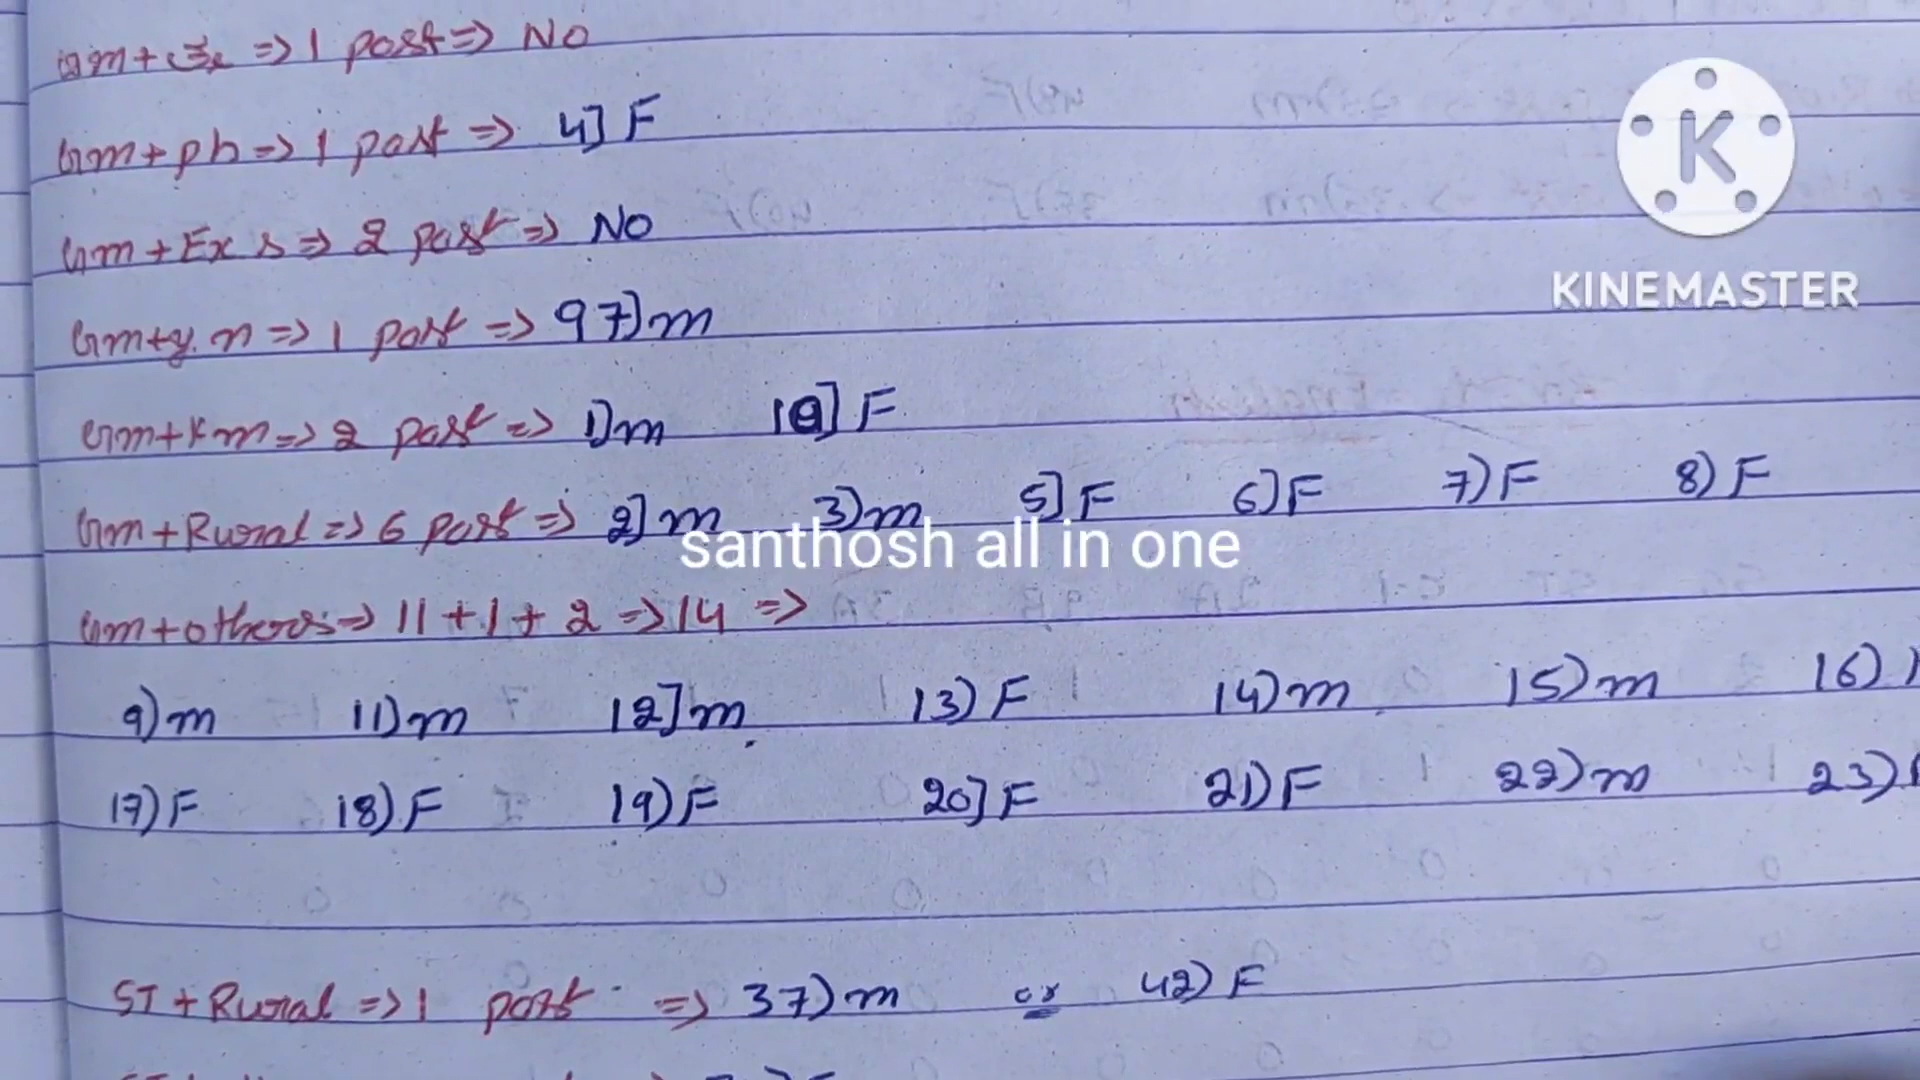 Gm+ => 1 post => NO
Gm+ph => 1 post => 4] F
Gm+Ex s => 2 post => NO
Gm+y.n => 1 post => 97)m
Gm+Km => 2 post => 1)m 10] F
Gm+Rural => 6 post => 2] m 3)m 5] F 6] F 7) F 8) F
Gm+others => 11+1+2 => 14 =>
9)m 11)m 12]m 13) F 14)m 15)m 16)
17) F 18) F 19) F 20] F 21) F 22)m 23)
ST+Rural => 1 post => 37)m or 42) F
KINEMASTER
santhosh all in one